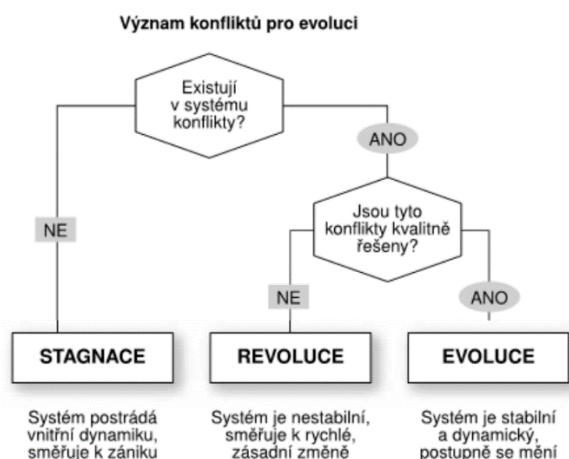 Význam konfliktů pro evoluci
Existují
v systému
konflikty?
ANO
Jsou tyto
konflikty kvalitně
řešeny?
NE
NE
ANO
STAGNACE
REVOLUCE
EVOLUCE
Systém postrádá
vnitřní dynamiku,
směřuje k zániku
Systém je nestabilní,
směřuje k rychlé,
zásadní změně
Systém je stabilní
a dynamický,
postupně se mění